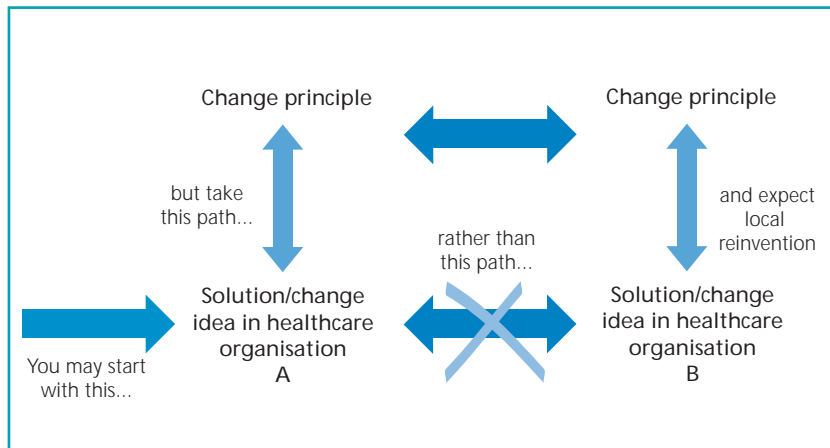 Change principle
Change principle
but take
this path...
and expect
local
reinvention
rather than
this path...
Solution/change
idea in healthcare
organisation
A
Solution/change
idea in healthcare
organisation
B
You may start
with this...